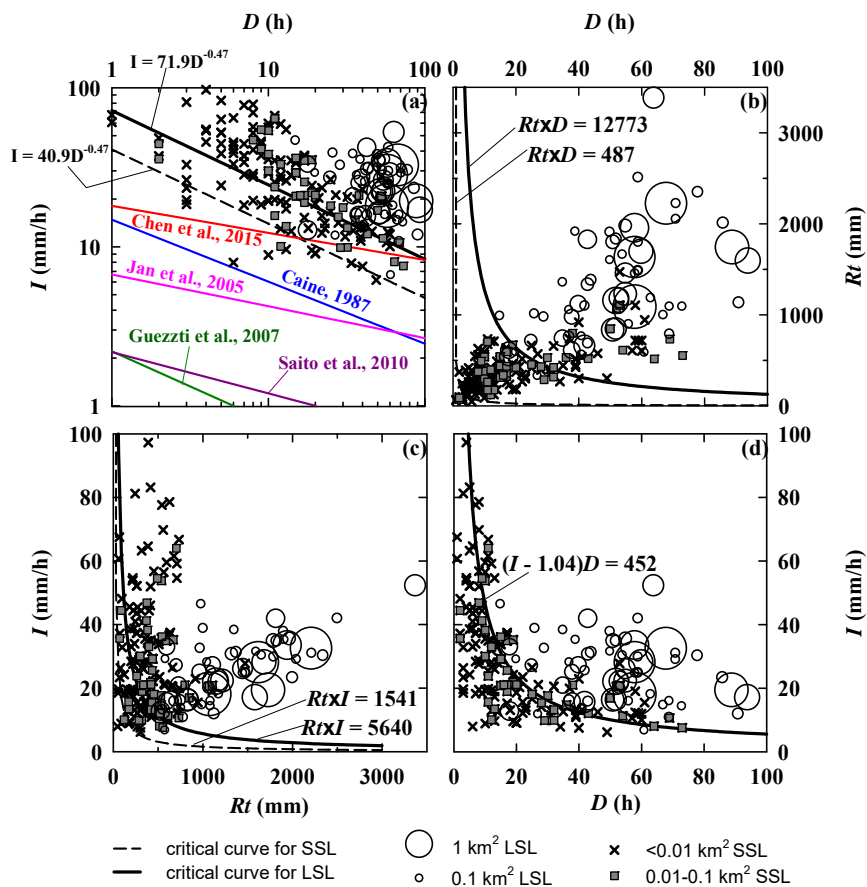 D (h)
D (h)
1
10
100
0
20
40
60
80
100
I = 71.9D^-0.47
100
(a)
(b)
3000
RtxD = 12773
I = 40.9D^-0.47
RtxD = 487
I (mm/h)
Rt (mm)
2000
Chen et al., 2015
10
Jan et al., 2005
Caine, 1987
1000
Guezzti et al., 2007
Saito et al., 2010
1
0
100
(c)
(d)
100
80
80
(I - 1.04)D = 452
60
60
I (mm/h)
I (mm/h)
40
40
20
20
RtxI = 1541
RtxI = 5640
0
0
0
1000
2000
3000
0
20
40
60
80
100
Rt (mm)
D (h)
critical curve for SSL
1 km² LSL
<0.01 km² SSL
critical curve for LSL
0.1 km² LSL
0.01-0.1 km² SSL